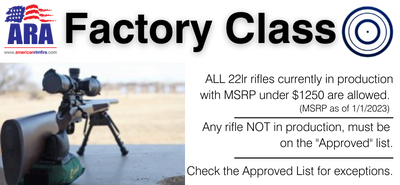 ARA
Factory Class
www.americanrimfire.com
ALL 22lr rifles currently in production
with MSRP under $1250 are allowed.
(MSRP as of 1/1/2023)
Any rifle NOT in production, must be
on the "Approved" list.
Check the Approved List for exceptions.